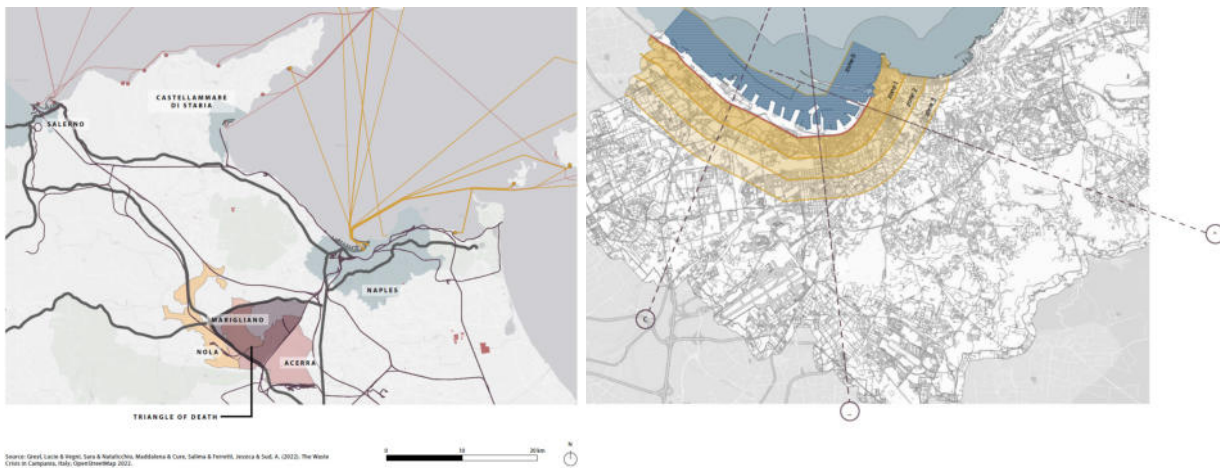 CASTELLAMMARE
DI STABIA
SALERNO
NAPLES
MARIGLIANO
NOLA
ACERRA
TRIANGLE OF DEATH
Source: Greyl, Lucie & Vegni, Sara & Natalicchio, Maddalena & Cure, Salima & Ferretti, Jessica & Sud, A. (2022). The Waste
Crisis in Campania, Italy; OpenStreetMap 2022.
0
10
20km
N
C